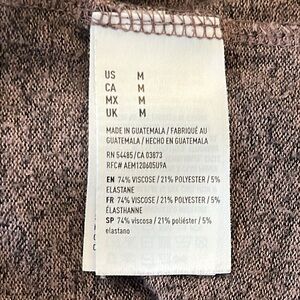 US M
CA M
MX M
UK M
MADE IN GUATEMALA / FABRIQUÉ AU
GUATEMALA / HECHO EN GUATEMALA
RN 54485/CA 03873
RFC# AEM120605U9A
EN 74% VISCOSE / 21% POLYESTER / 5%
ELASTANE
FR 74% VISCOSE / 21% POLYESTER / 5%
ÉLASTHANNE
SP 74% viscosa / 21% poliéster / 5%
elastano